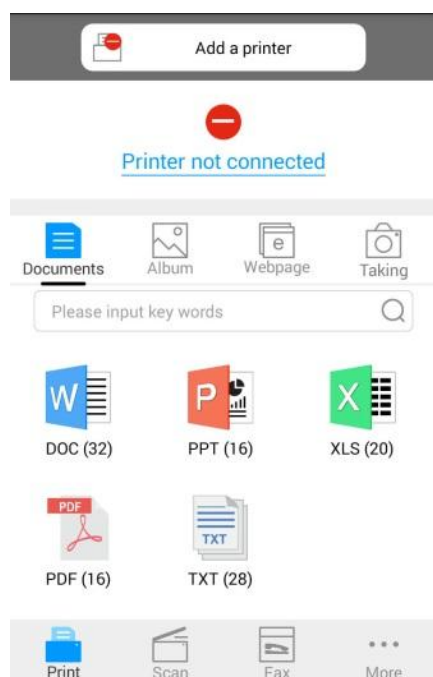 Add a printer
Printer not connected
e
Documents Album Webpage Taking
Please input key words
W P X
DOC (32) PPT (16) XLS (20)
PDF
TXT
PDF (16) TXT (28)
Print Scan Fax More